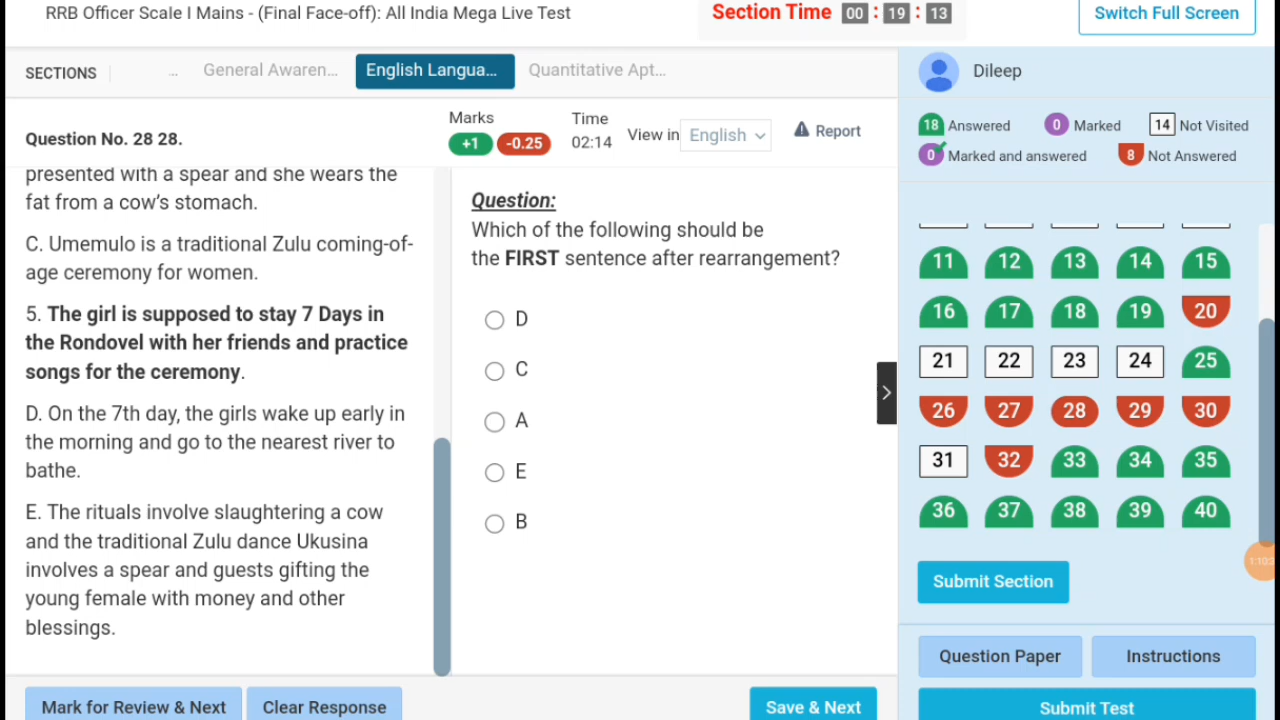 RRB Officer Scale I Mains - (Final Face-off): All India Mega Live Test
Section Time 00 : 19 : 13
Switch Full Screen
SECTIONS
...
General Awaren...
English Langua...
Quantitative Apt...
Dileep
Question No. 28 28.
Marks
+1 -0.25
Time
02:14
View in English
Report
18 Answered
0 Marked
14 Not Visited
0 Marked and answered
8 Not Answered
presented with a spear and she wears the
fat from a cow's stomach.
C. Umemulo is a traditional Zulu coming-of-
age ceremony for women.
5. The girl is supposed to stay 7 Days in
the Rondovel with her friends and practice
songs for the ceremony.
D. On the 7th day, the girls wake up early in
the morning and go to the nearest river to
bathe.
E. The rituals involve slaughtering a cow
and the traditional Zulu dance Ukusina
involves a spear and guests gifting the
young female with money and other
blessings.
Question:
Which of the following should be
the FIRST sentence after rearrangement?
D
C
A
E
B
11 12 13 14 15
16 17 18 19 20
21 22 23 24 25
26 27 28 29 30
31 32 33 34 35
36 37 38 39 40
Submit Section
Question Paper
Instructions
Mark for Review & Next
Clear Response
Save & Next
Submit Test